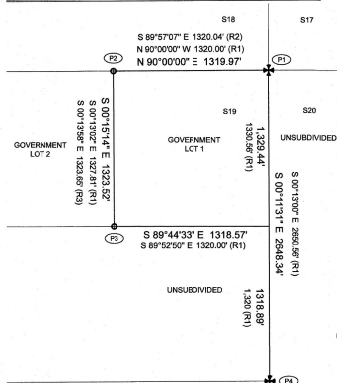 S18
S17
S 89°57'07" E 1320.04' (R2)
N 90°00'00" W 1320.00' (R1)
N 90°00'00" E 1319.97'
P2
P1
S19
S20
GOVERNMENT
LOT 2
S 00°13'58" E 1323.65' (R3)
S 00°13'02" E 1327.81' (R1)
S 00°15'14" E 1323.52'
GOVERNMENT
LOT 1
1330.56' (R1)
1,329.44'
UNSUBDIVIDED
S 00°11'31" E 2648.34'
S 00°13'00" E 2650.56' (R1)
S 89°44'33" E 1318.57'
S 89°52'50" E 1320.00' (R1)
P3
UNSUBDIVIDED
1,320 (R1)
1318.89'
P4